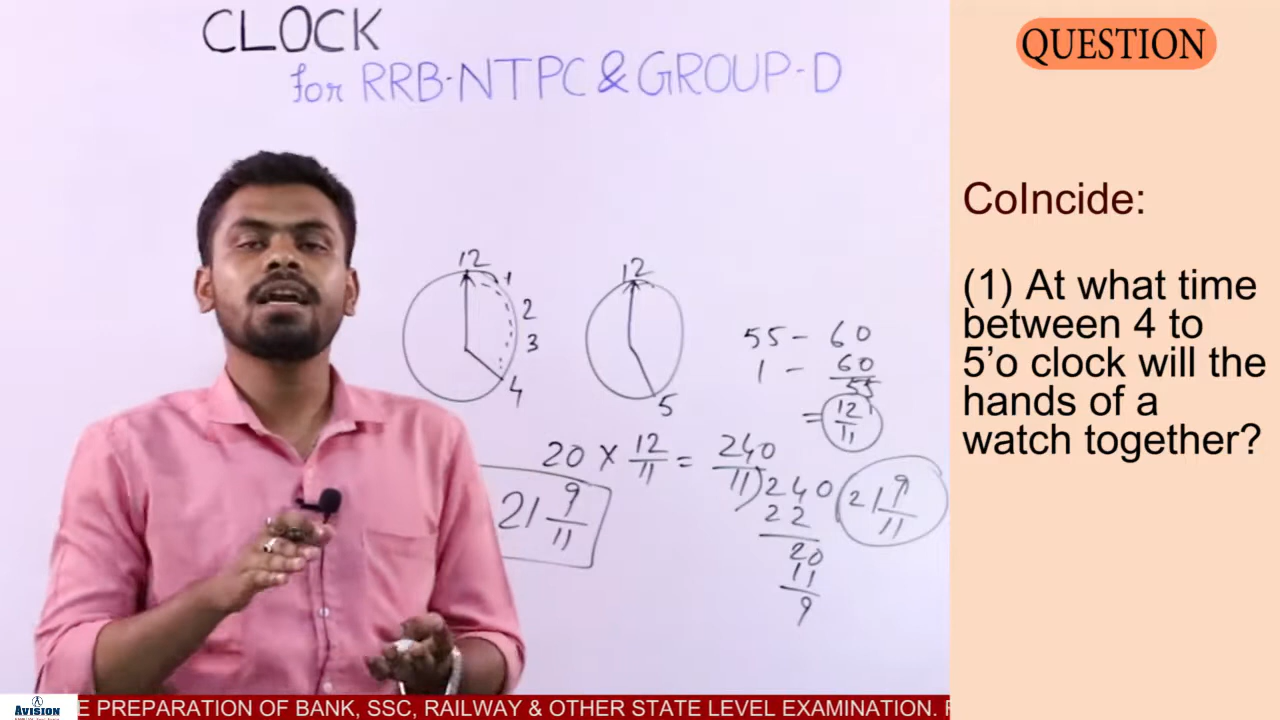 CLOCK
for RRB-NTPC & GROUP-D
12
1
2
3
4
12
5
55 - 60
1 - 60
55
= 12
11
20 × 12/11 = 240
11)240(21 9/11
22
20
11
9
21 9/11
QUESTION
CoIncide:
(1) At what time
between 4 to
5’o clock will the
hands of a
watch together?
AVISION
E PREPARATION OF BANK, SSC, RAILWAY & OTHER STATE LEVEL EXAMINATION.